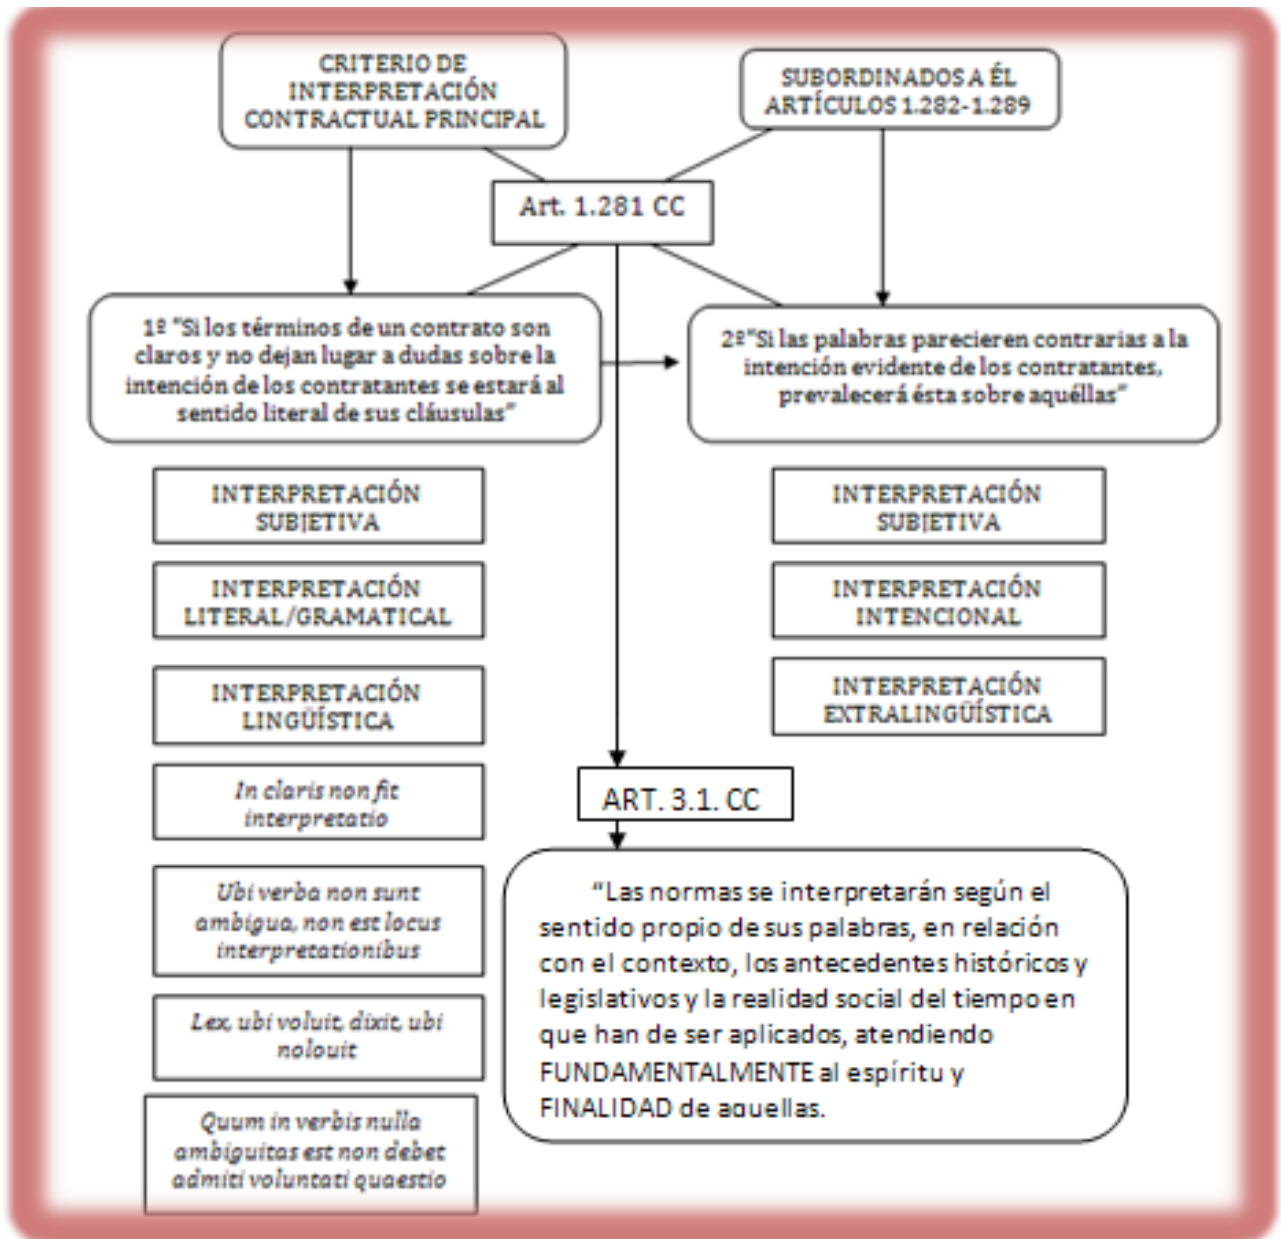 CRITERIO DE
INTERPRETACIÓN
CONTRACTUAL PRINCIPAL
SUBORDINADOS A ÉL
ARTÍCULOS 1.282-1.289
Art. 1.281 CC
1º "Si los términos de un contrato son
claros y no dejan lugar a dudas sobre la
intención de los contratantes se estará al
sentido literal de sus cláusulas"
2º"Si las palabras parecieren contrarias a la
intención evidente de los contratantes,
prevalecerá ésta sobre aquéllas"
INTERPRETACIÓN
SUBJETIVA
INTERPRETACIÓN
LITERAL/GRAMATICAL
INTERPRETACIÓN
LINGÜÍSTICA
In claris non fit
interpretatio
Ubi verba non sunt
ambigua, non est locus
interpretationibus
Lex, ubi voluit, dixit, ubi
nolouit
Quum in verbis nulla
ambiguitas est non debet
admiti voluntati quaestio
INTERPRETACIÓN
SUBJETIVA
INTERPRETACIÓN
INTENCIONAL
INTERPRETACIÓN
EXTRALINGÜÍSTICA
ART. 3.1. CC
"Las normas se interpretarán según el
sentido propio de sus palabras, en relación
con el contexto, los antecedentes históricos y
legislativos y la realidad social del tiempo en
que han de ser aplicados, atendiendo
FUNDAMENTALMENTE al espíritu y
FINALIDAD de aquellas.